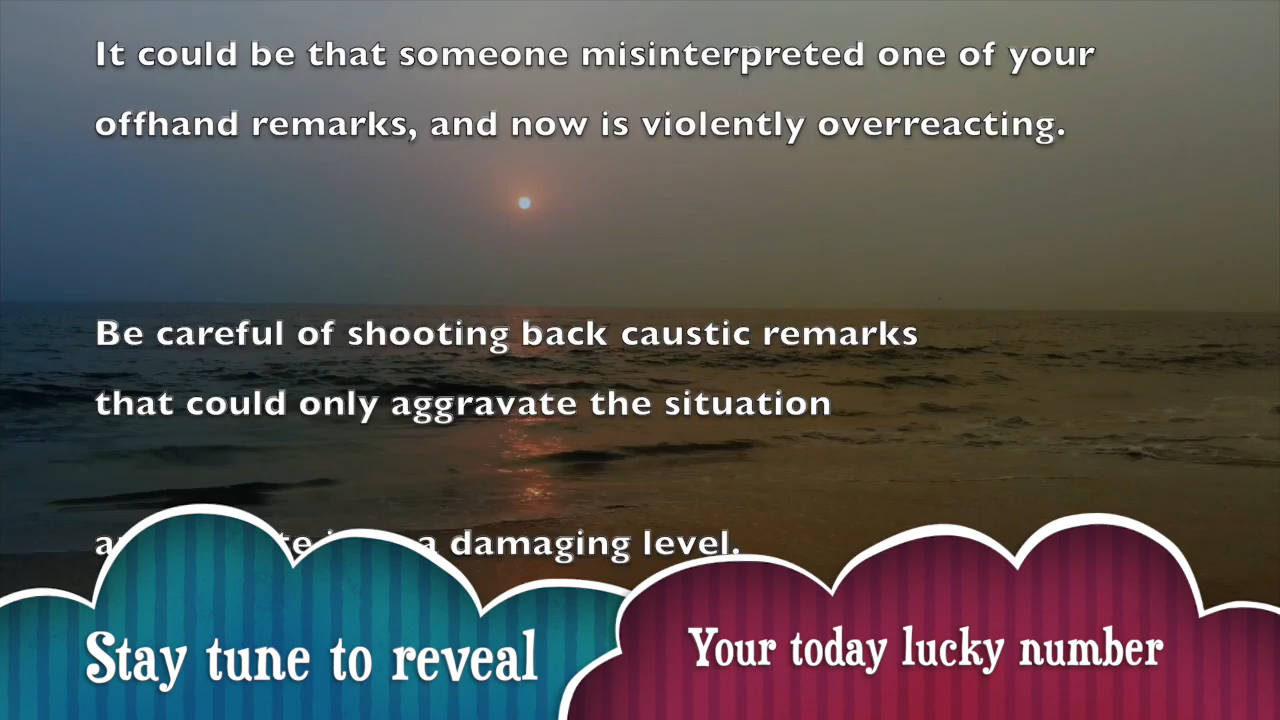 It could be that someone misinterpreted one of your
offhand remarks, and now is violently overreacting.
Be careful of shooting back caustic remarks
that could only aggravate the situation
a damaging level.
Stay tune to reveal
Your today lucky number